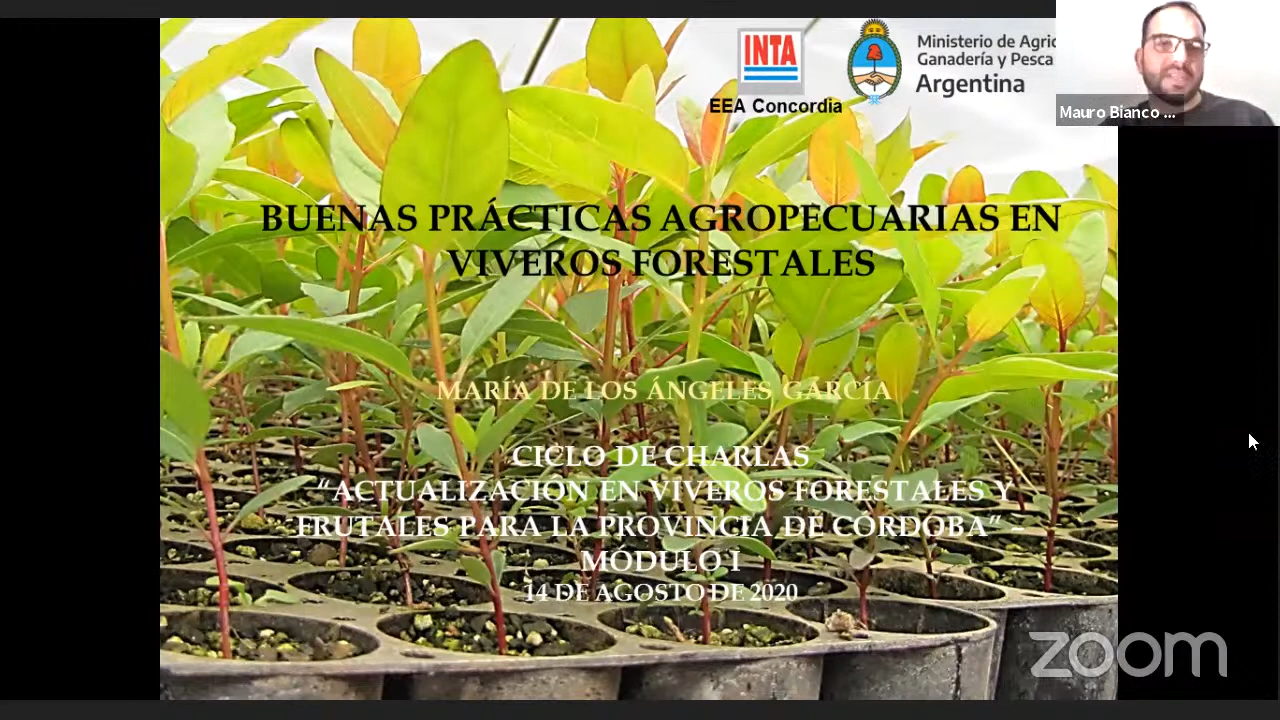 INTA
EEA Concordia
Ministerio de Agric
Ganadería y Pesca
Argentina
Mauro Bianco ...
BUENAS PRÁCTICAS AGROPECUARIAS EN
VIVEROS FORESTALES
MARÍA DE LOS ÁNGELES GARCÍA
CICLO DE CHARLAS
“ACTUALIZACIÓN EN VIVEROS FORESTALES Y
FRUTALES PARA LA PROVINCIA DE CÓRDOBA” –
MÓDULO I
14 DE AGOSTO DE 2020
zoom